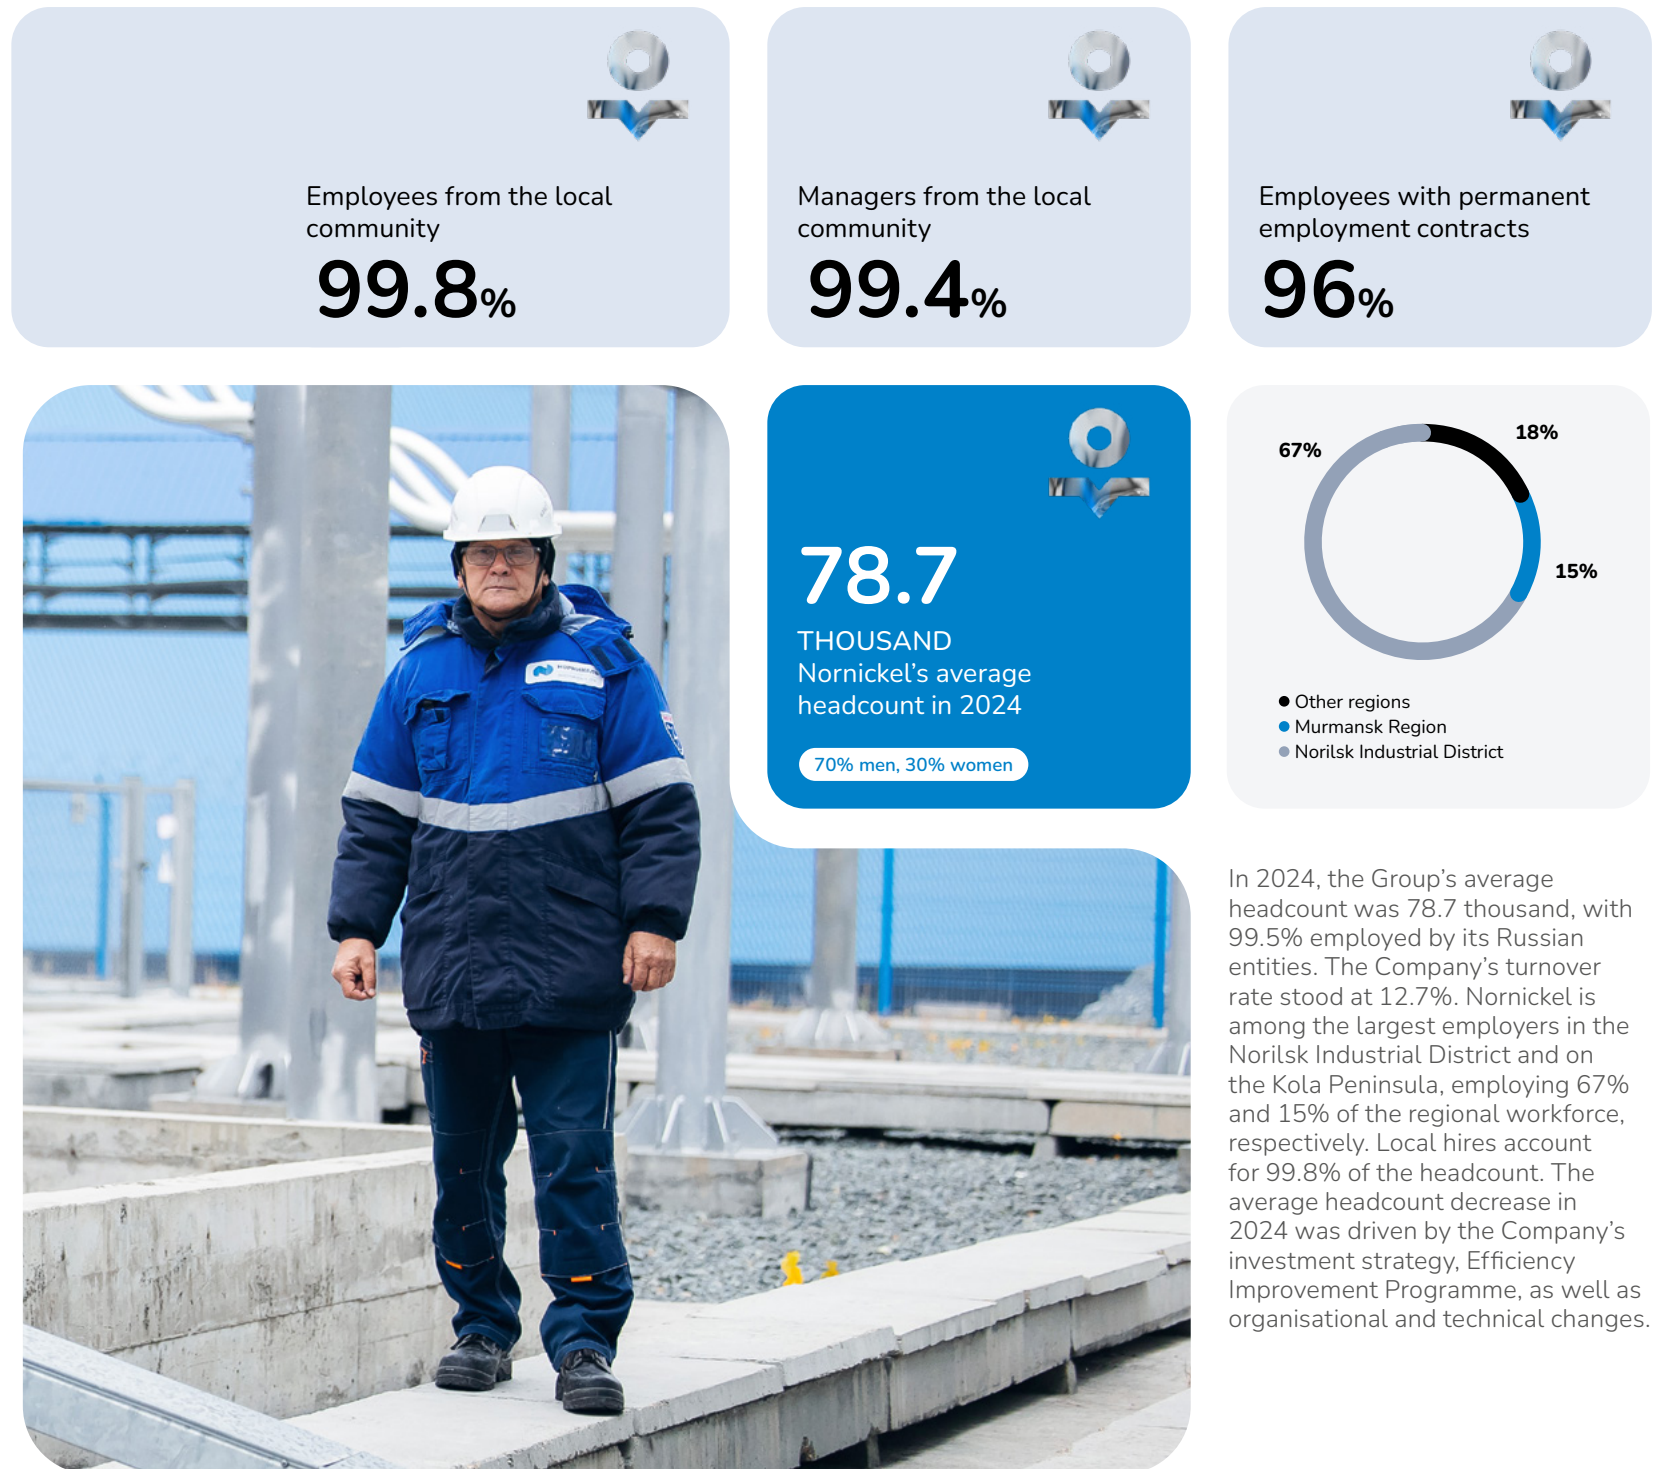 Employees from the local
community
99.8%
Managers from the local
community
99.4%
Employees with permanent
employment contracts
96%
78.7
THOUSAND
Nornickel’s average
headcount in 2024
70% men, 30% women
67%
18%
15%
Other regions
Murmansk Region
Norilsk Industrial District
In 2024, the Group’s average
headcount was 78.7 thousand, with
99.5% employed by its Russian
entities. The Company’s turnover
rate stood at 12.7%. Nornickel is
among the largest employers in the
Norilsk Industrial District and on
the Kola Peninsula, employing 67%
and 15% of the regional workforce,
respectively. Local hires account
for 99.8% of the headcount. The
average headcount decrease in
2024 was driven by the Company’s
investment strategy, Efficiency
Improvement Programme, as well as
organisational and technical changes.